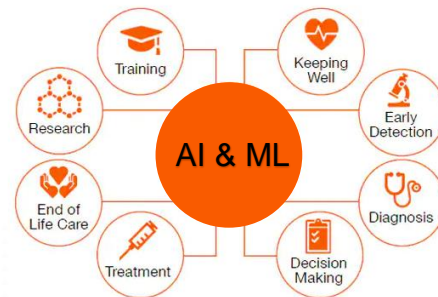 Training
Keeping
Well
Research
Early
Detection
AI & ML
End of
Life Care
Diagnosis
Treatment
Decision
Making